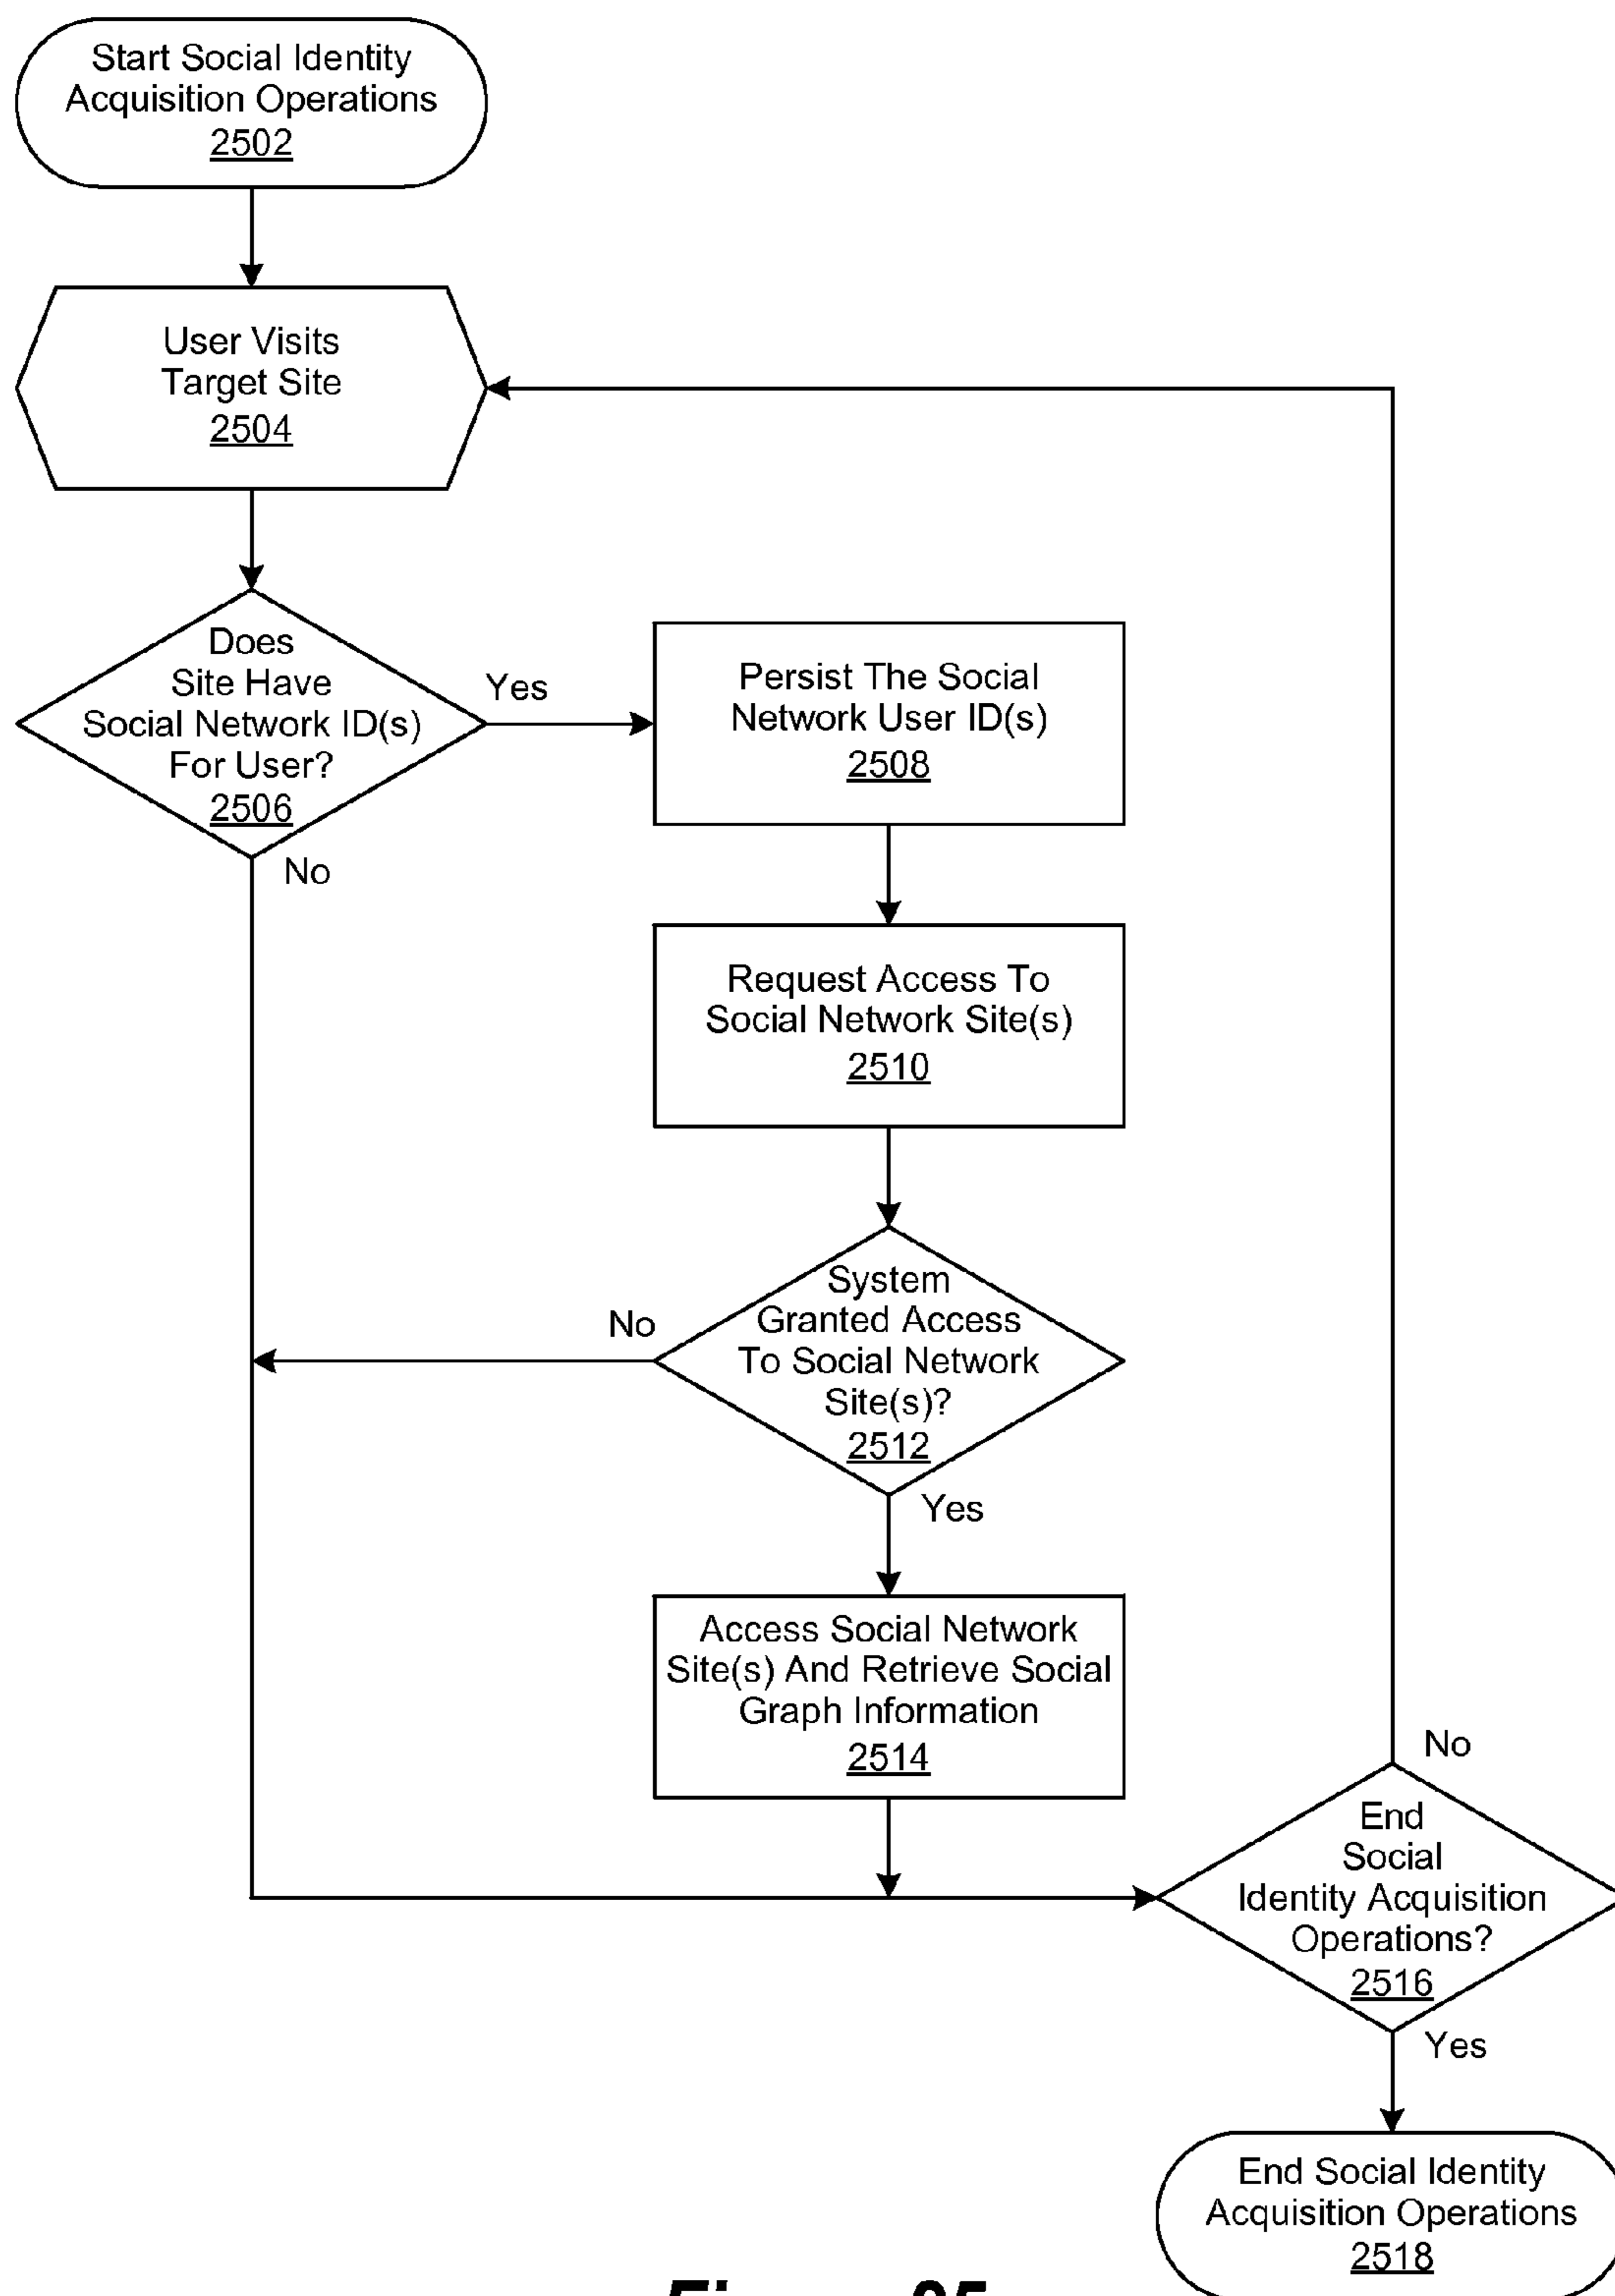 Start Social Identity
Acquisition Operations
2502
User Visits
Target Site
2504
Does
Site Have
Social Network ID(s)
For User?
2506
Yes
No
Persist The Social
Network User ID(s)
2508
Request Access To
Social Network Site(s)
2510
System
Granted Access
To Social Network
Site(s)?
2512
No
Yes
Access Social Network
Site(s) And Retrieve Social
Graph Information
2514
No
End
Social
Identity Acquisition
Operations?
2516
Yes
End Social Identity
Acquisition Operations
2518